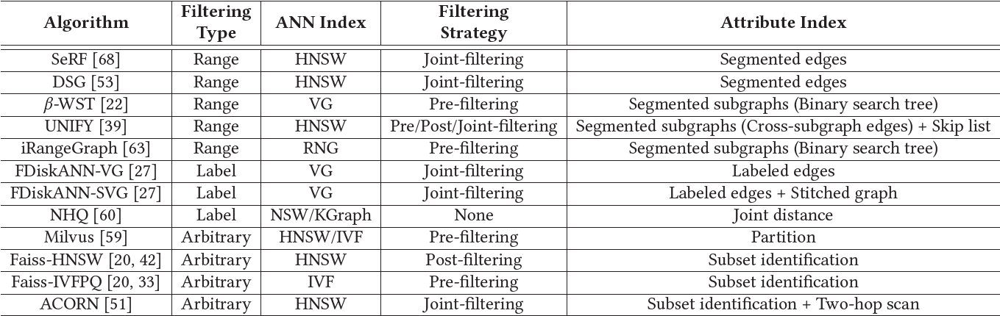 Algorithm Filtering Type ANN Index Filtering Strategy Attribute Index
SeRF [68] Range HNSW Joint-filtering Segmented edges
DSG [53] Range HNSW Joint-filtering Segmented edges
β-WST [22] Range VG Pre-filtering Segmented subgraphs (Binary search tree)
UNIFY [39] Range HNSW Pre/Post/Joint-filtering Segmented subgraphs (Cross-subgraph edges) + Skip list
iRangeGraph [63] Range RNG Pre-filtering Segmented subgraphs (Binary search tree)
FDiskANN-VG [27] Label VG Joint-filtering Labeled edges
FDiskANN-SVG [27] Label VG Joint-filtering Labeled edges + Stitched graph
NHQ [60] Label NSW/KGraph None Joint distance
Milvus [59] Arbitrary HNSW/IVF Pre-filtering Partition
Faiss-HNSW [20, 42] Arbitrary HNSW Post-filtering Subset identification
Faiss-IVFPQ [20, 33] Arbitrary IVF Pre-filtering Subset identification
ACORN [51] Arbitrary HNSW Joint-filtering Subset identification + Two-hop scan